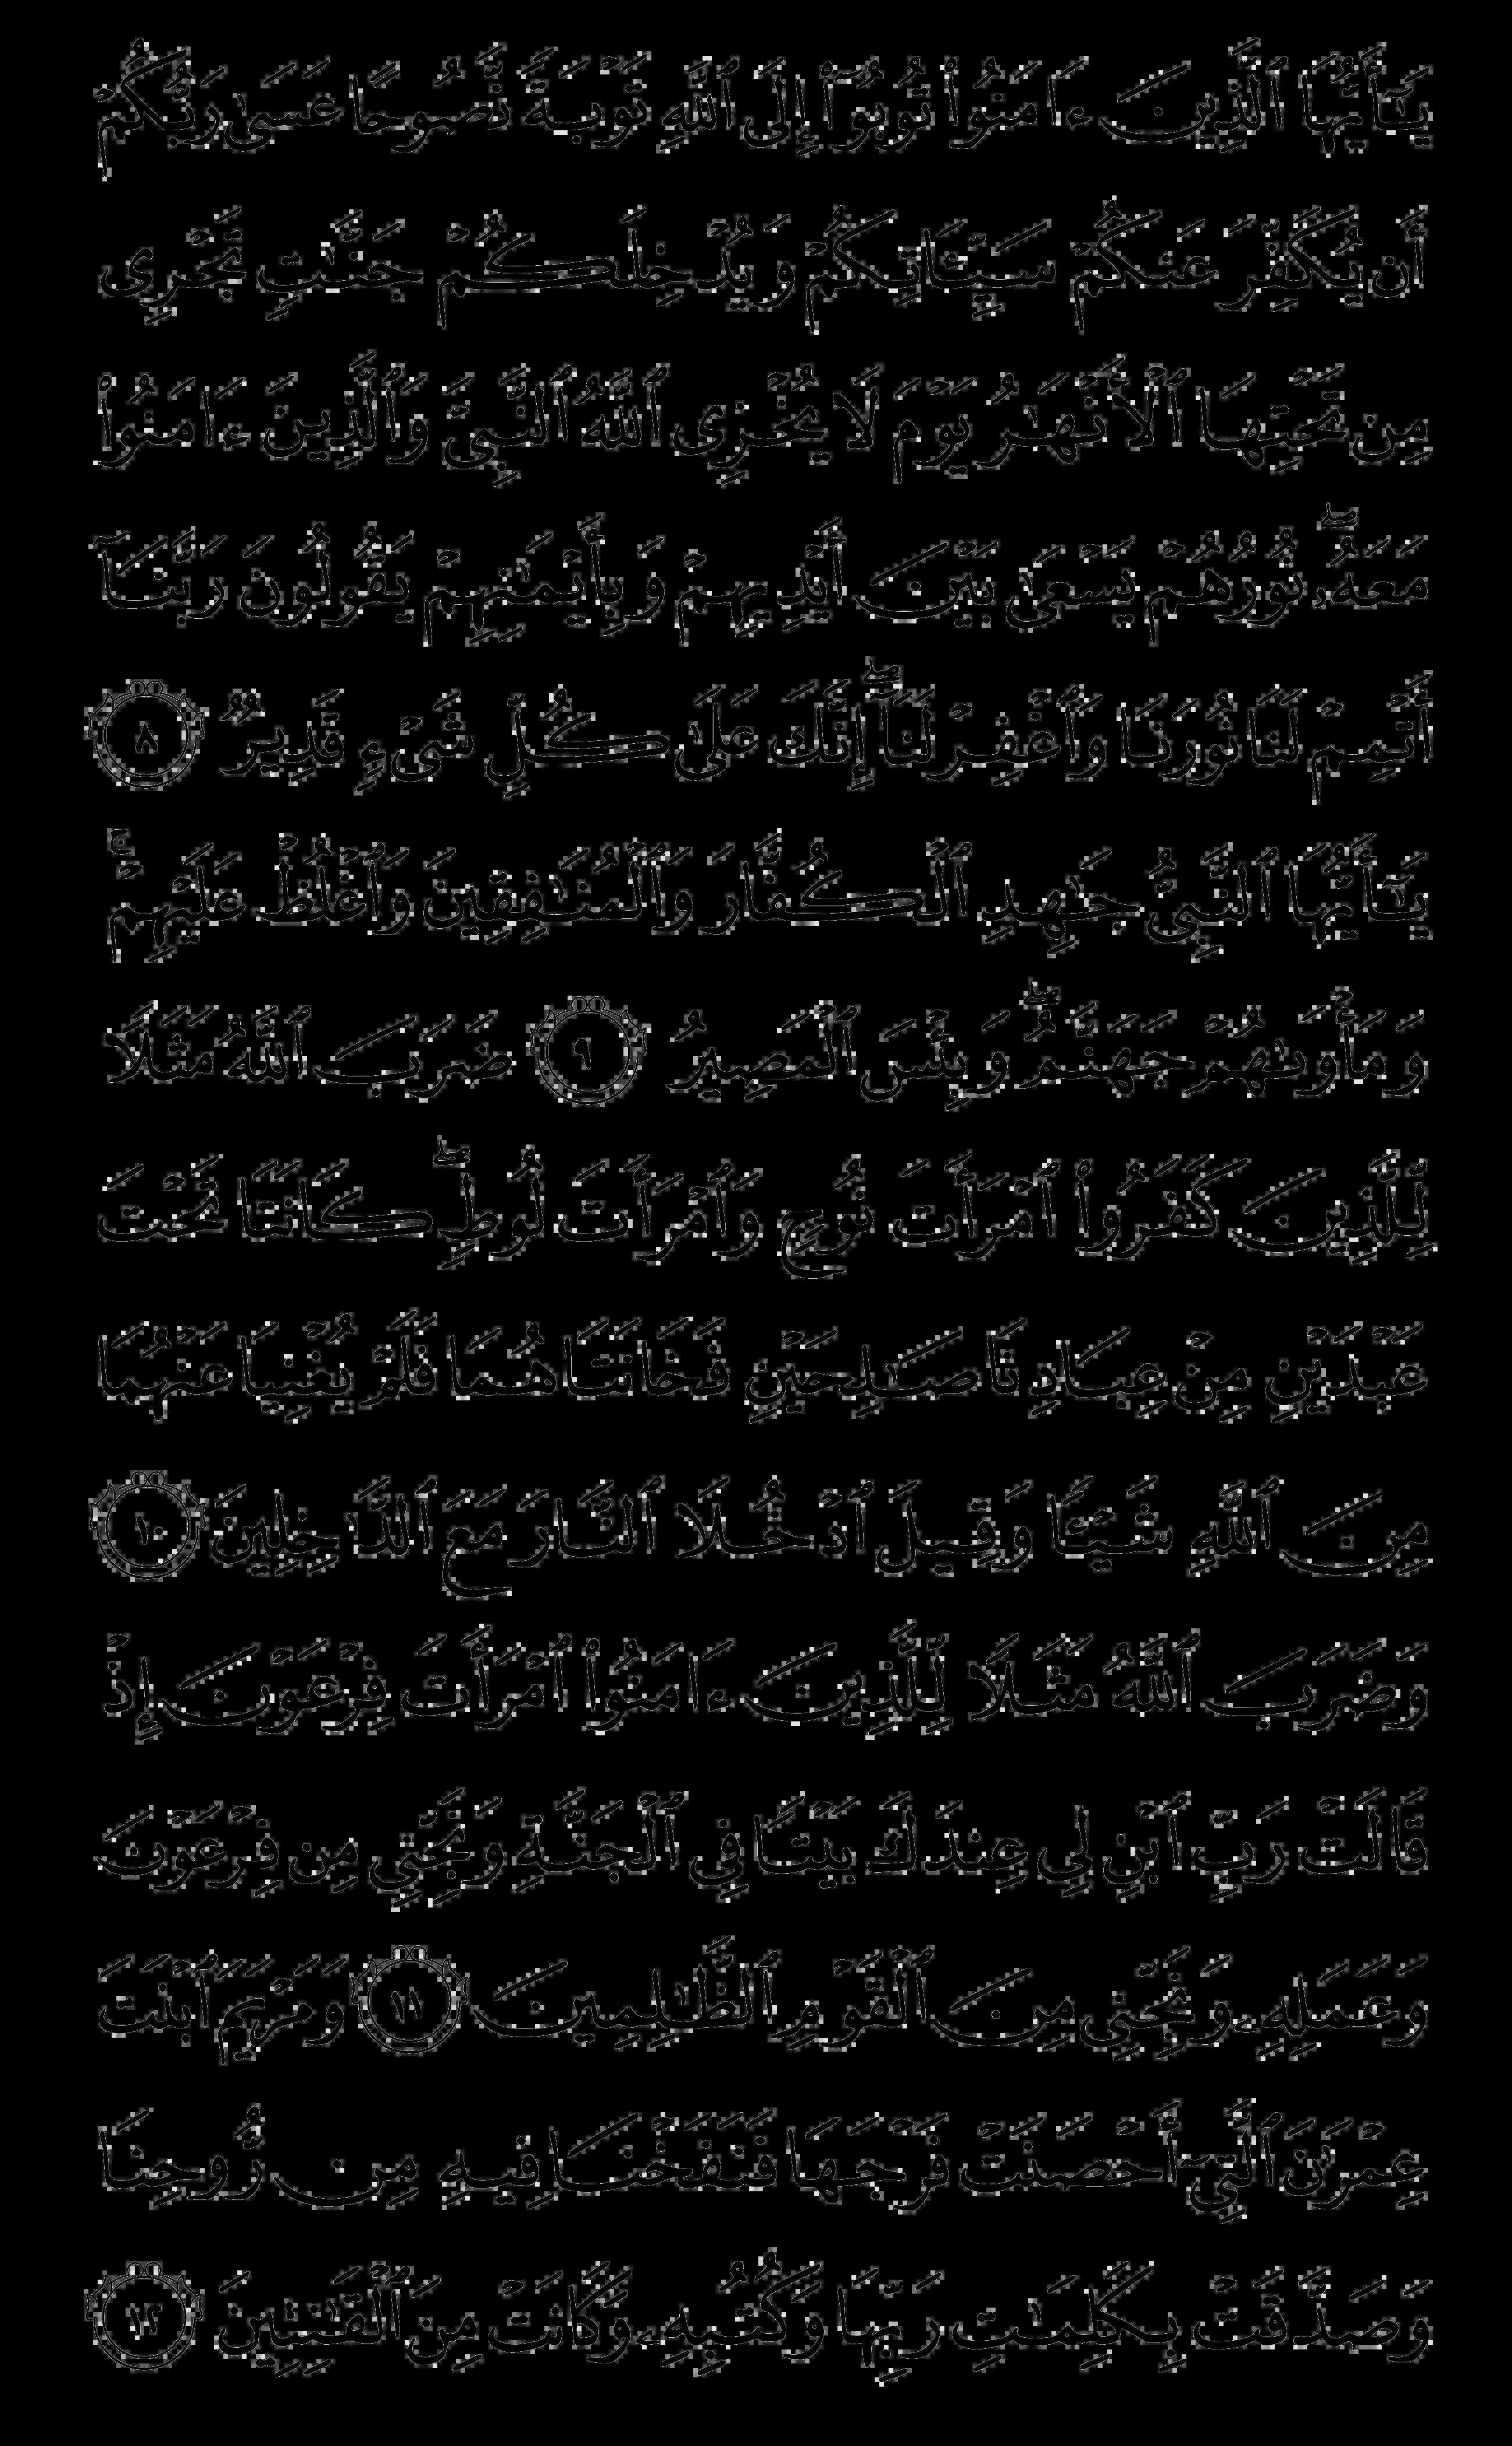 يَـٰٓأَيُّهَا ٱلَّذِينَ ءَامَنُوا۟ تُوبُوٓا۟ إِلَى ٱللَّهِ تَوْبَةً نَّصُوحًا عَسَىٰ رَبُّكُمْ
أَن يُكَفِّرَ عَنكُمْ سَيِّـَٔاتِكُمْ وَيُدْخِلَكُمْ جَنَّـٰتٍ تَجْرِى
مِن تَحْتِهَا ٱلْأَنْهَـٰرُ يَوْمَ لَا يُخْزِى ٱللَّهُ ٱلنَّبِىَّ وَٱلَّذِينَ ءَامَنُوا۟
مَعَهُۥ ۖ نُورُهُمْ يَسْعَىٰ بَيْنَ أَيْدِيهِمْ وَبِأَيْمَـٰنِهِمْ يَقُولُونَ رَبَّنَآ
أَتْمِمْ لَنَا نُورَنَا وَٱغْفِرْ لَنَآ ۖ إِنَّكَ عَلَىٰ كُلِّ شَىْءٍ قَدِيرٌ ٨
يَـٰٓأَيُّهَا ٱلنَّبِىُّ جَـٰهِدِ ٱلْكُفَّارَ وَٱلْمُنَـٰفِقِينَ وَٱغْلُظْ عَلَيْهِمْ ۚ
وَمَأْوَىٰهُمْ جَهَنَّمُ ۖ وَبِئْسَ ٱلْمَصِيرُ ٩ ضَرَبَ ٱللَّهُ مَثَلًا
لِّلَّذِينَ كَفَرُوا۟ ٱمْرَأَتَ نُوحٍ وَٱمْرَأَتَ لُوطٍ ۖ كَانَتَا تَحْتَ
عَبْدَيْنِ مِنْ عِبَادِنَا صَـٰلِحَيْنِ فَخَانَتَاهُمَا فَلَمْ يُغْنِيَا عَنْهُمَا
مِنَ ٱللَّهِ شَيْـًٔا وَقِيلَ ٱدْخُلَا ٱلنَّارَ مَعَ ٱلدَّٰخِلِينَ ١٠
وَضَرَبَ ٱللَّهُ مَثَلًا لِّلَّذِينَ ءَامَنُوا۟ ٱمْرَأَتَ فِرْعَوْنَ إِذْ
قَالَتْ رَبِّ ٱبْنِ لِى عِندَكَ بَيْتًا فِى ٱلْجَنَّةِ وَنَجِّنِى مِن فِرْعَوْنَ
وَعَمَلِهِۦ وَنَجِّنِى مِنَ ٱلْقَوْمِ ٱلظَّـٰلِمِينَ ١١ وَمَرْيَمَ ٱبْنَتَ
عِمْرَٰنَ ٱلَّتِىٓ أَحْصَنَتْ فَرْجَهَا فَنَفَخْنَا فِيهِ مِن رُّوحِنَا
وَصَدَّقَتْ بِكَلِمَـٰتِ رَبِّهَا وَكُتُبِهِۦ وَكَانَتْ مِنَ ٱلْقَـٰنِتِينَ ١٢